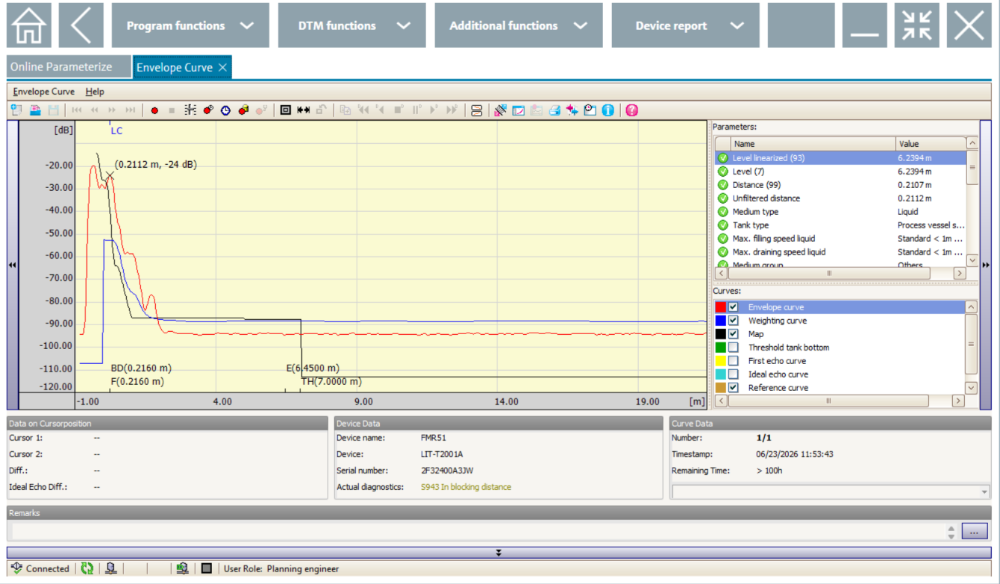 Program functions DTM functions Additional functions Device report
Online Parameterize Envelope Curve
Envelope Curve Help
[dB]
LC
(0.2112 m, -24 dB)
-20.00
-30.00
-40.00
-50.00
-60.00
-70.00
-80.00
-90.00
-100.00
-110.00
-120.00
BD(0.2160 m)
F(0.2160 m)
E(6.4500 m)
TH(7.0000 m)
-1.00 4.00 9.00 14.00 19.00 [m]
Parameters:
Name Value
Level linearized (93) 6.2394 m
Level (7) 6.2394 m
Distance (99) 0.2107 m
Unfiltered distance 0.2112 m
Medium type Liquid
Tank type Process vessel s...
Max. filling speed liquid Standard < 1m ...
Max. draining speed liquid Standard < 1m ...
Medium group Others
Curves:
Envelope curve
Weighting curve
Map
Threshold tank bottom
First echo curve
Ideal echo curve
Reference curve
Data on Cursorposition
Cursor 1: --
Cursor 2: --
Diff.: --
Ideal Echo Diff.: --
Device Data
Device name: FMR51
Device: LIT-T2001A
Serial number: 2F32400A3JW
Actual diagnostics: S943 In blocking distance
Curve Data
Number: 1/1
Timestamp: 06/23/2026 11:53:43
Remaining Time: > 100h
Remarks
...
Connected User Role: Planning engineer